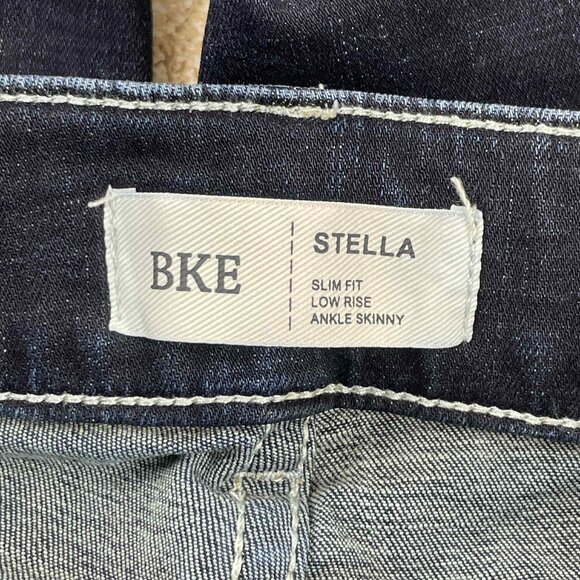 BKE
STELLA
SLIM FIT
LOW RISE
ANKLE SKINNY